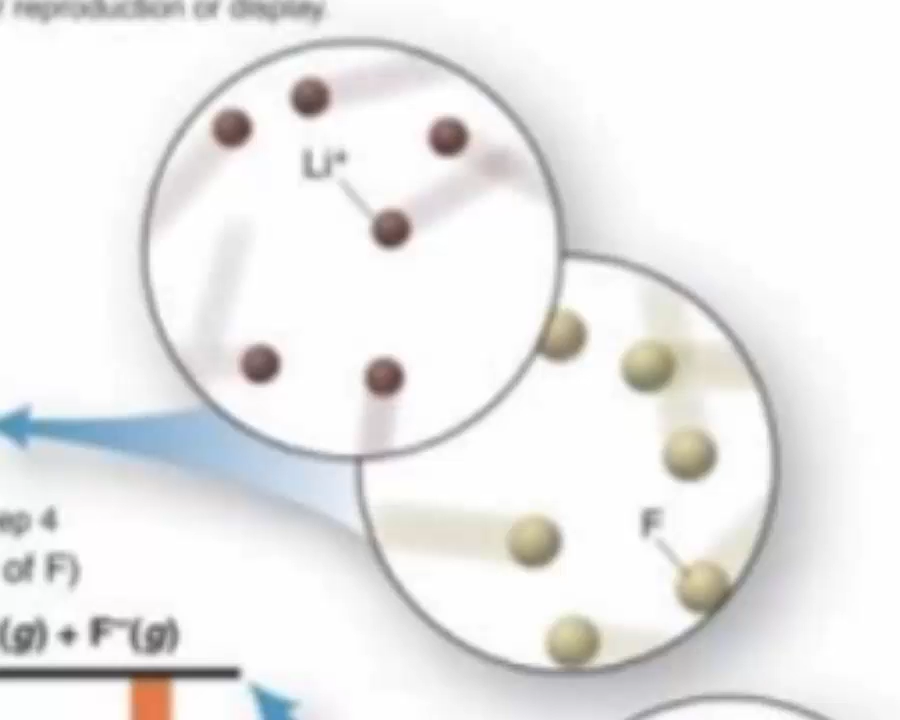 reproduction or display.
Li⁺
F
ep 4
of F)
(g) + F⁻(g)